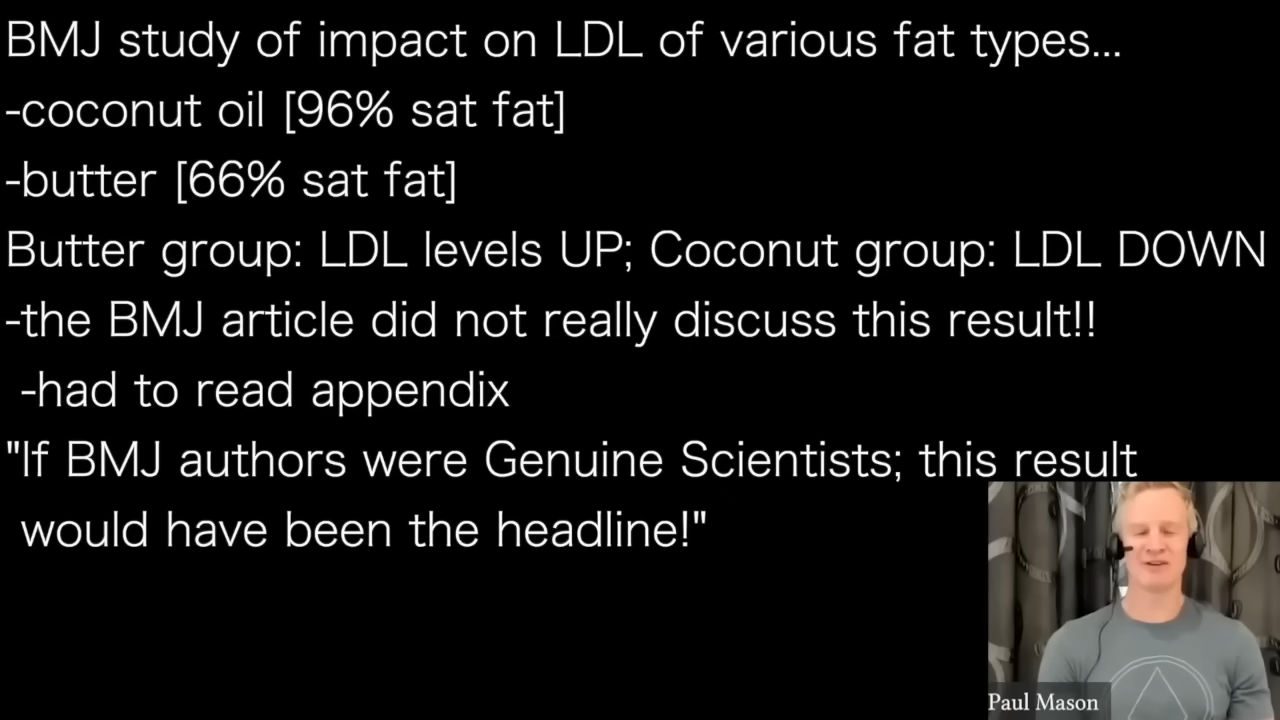 BMJ study of impact on LDL of various fat types...
-coconut oil [96% sat fat]
-butter [66% sat fat]
Butter group: LDL levels UP; Coconut group: LDL DOWN
-the BMJ article did not really discuss this result!!
-had to read appendix
"If BMJ authors were Genuine Scientists; this result
would have been the headline!"
Paul Mason